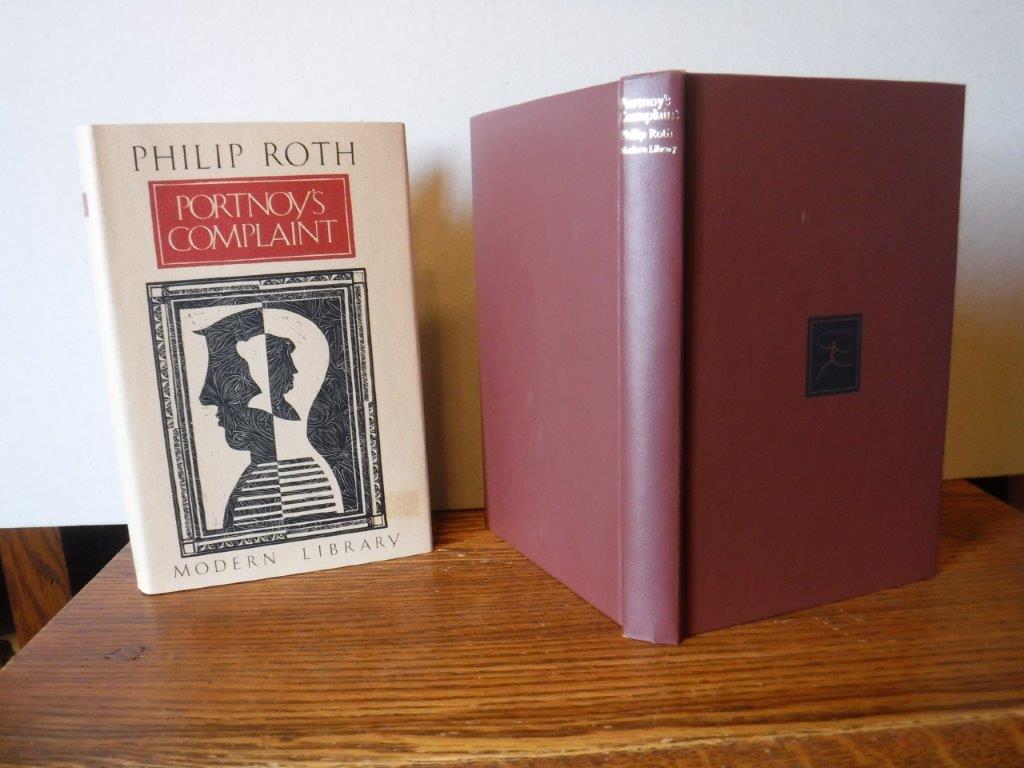 PHILIP ROTH
PORTNOY'S
COMPLAINT
MODERN LIBRARY
Portnoy's
Complaint
Philip Roth
Modern Library